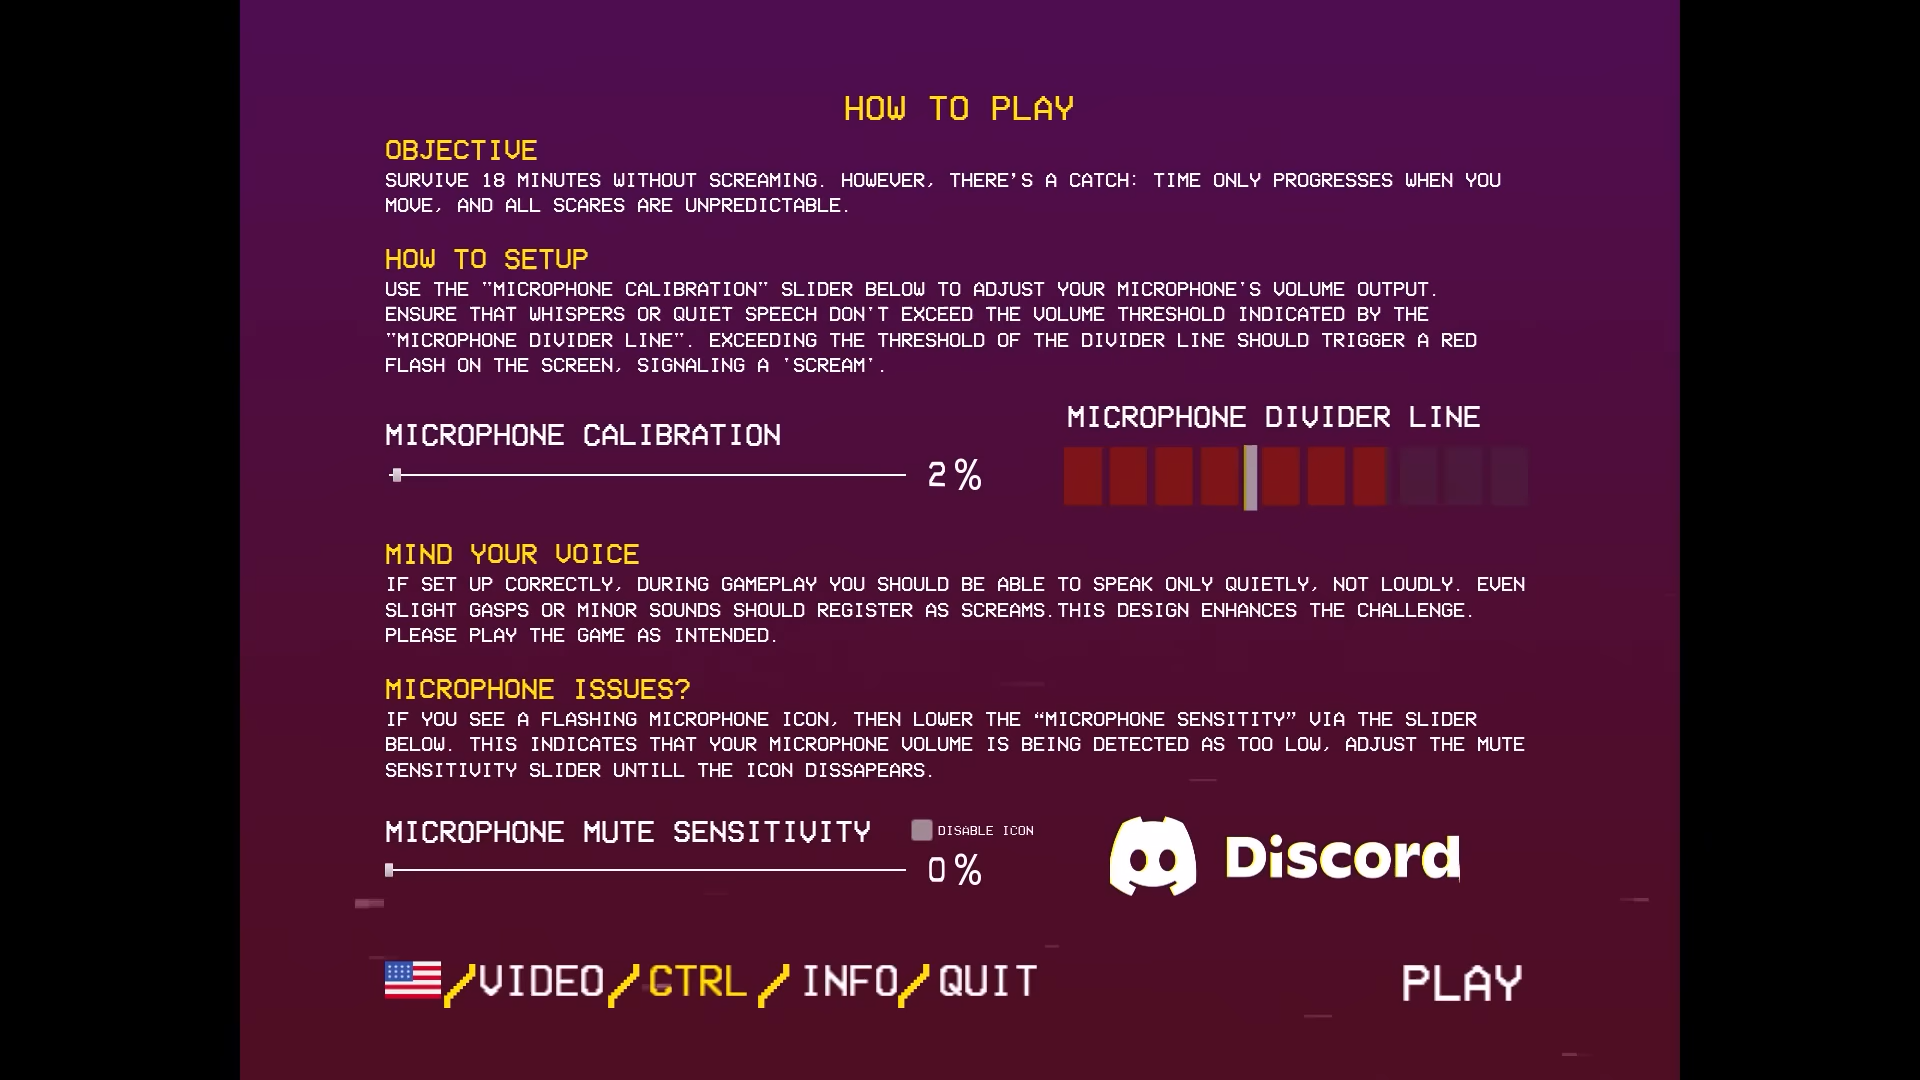 HOW TO PLAY
OBJECTIVE
SURVIVE 18 MINUTES WITHOUT SCREAMING. HOWEVER, THERE'S A CATCH: TIME ONLY PROGRESSES WHEN YOU
MOVE, AND ALL SCARES ARE UNPREDICTABLE.
HOW TO SETUP
USE THE "MICROPHONE CALIBRATION" SLIDER BELOW TO ADJUST YOUR MICROPHONE'S VOLUME OUTPUT.
ENSURE THAT WHISPERS OR QUIET SPEECH DON'T EXCEED THE VOLUME THRESHOLD INDICATED BY THE
"MICROPHONE DIVIDER LINE". EXCEEDING THE THRESHOLD OF THE DIVIDER LINE SHOULD TRIGGER A RED
FLASH ON THE SCREEN, SIGNALING A 'SCREAM'.
MICROPHONE CALIBRATION
2%
MICROPHONE DIVIDER LINE
MIND YOUR VOICE
IF SET UP CORRECTLY, DURING GAMEPLAY YOU SHOULD BE ABLE TO SPEAK ONLY QUIETLY, NOT LOUDLY. EVEN
SLIGHT GASPS OR MINOR SOUNDS SHOULD REGISTER AS SCREAMS.THIS DESIGN ENHANCES THE CHALLENGE.
PLEASE PLAY THE GAME AS INTENDED.
MICROPHONE ISSUES?
IF YOU SEE A FLASHING MICROPHONE ICON, THEN LOWER THE “MICROPHONE SENSITITY” VIA THE SLIDER
BELOW. THIS INDICATES THAT YOUR MICROPHONE VOLUME IS BEING DETECTED AS TOO LOW, ADJUST THE MUTE
SENSITIVITY SLIDER UNTILL THE ICON DISSAPEARS.
MICROPHONE MUTE SENSITIVITY
DISABLE ICON
0%
Discord
/VIDEO/CTRL/INFO/QUIT
PLAY